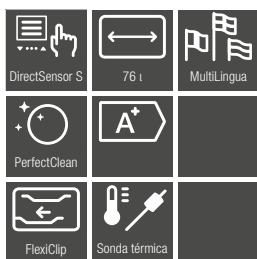 DirectSensor S
76 l
MultiLingua
PerfectClean
A+
FlexiClip
Sonda térmica